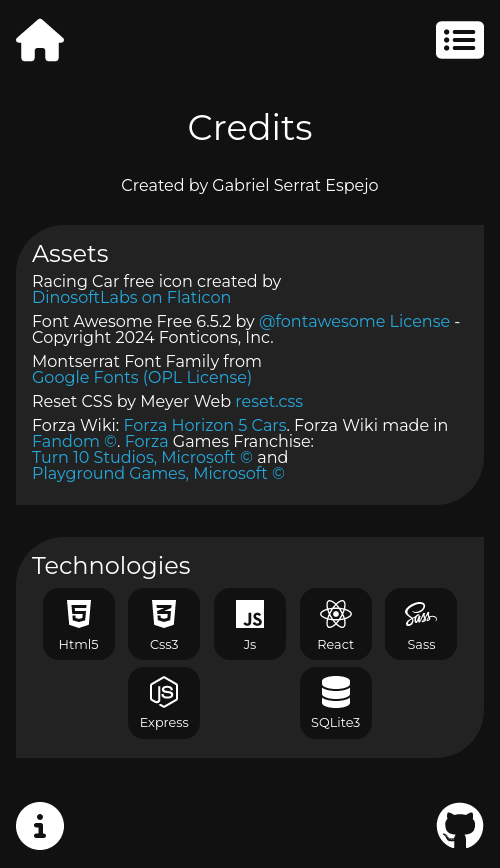 Credits
Created by Gabriel Serrat Espejo
Assets
Racing Car free icon created by
DinosoftLabs on Flaticon
Font Awesome Free 6.5.2 by @fontawesome License -
Copyright 2024 Fonticons, Inc.
Montserrat Font Family from
Google Fonts (OPL License)
Reset CSS by Meyer Web reset.css
Forza Wiki: Forza Horizon 5 Cars. Forza Wiki made in
Fandom ©. Forza Games Franchise:
Turn 10 Studios, Microsoft © and
Playground Games, Microsoft ©
Technologies
JS Sass
Html5 Css3 Js React Sass
JS
Express SQLite3